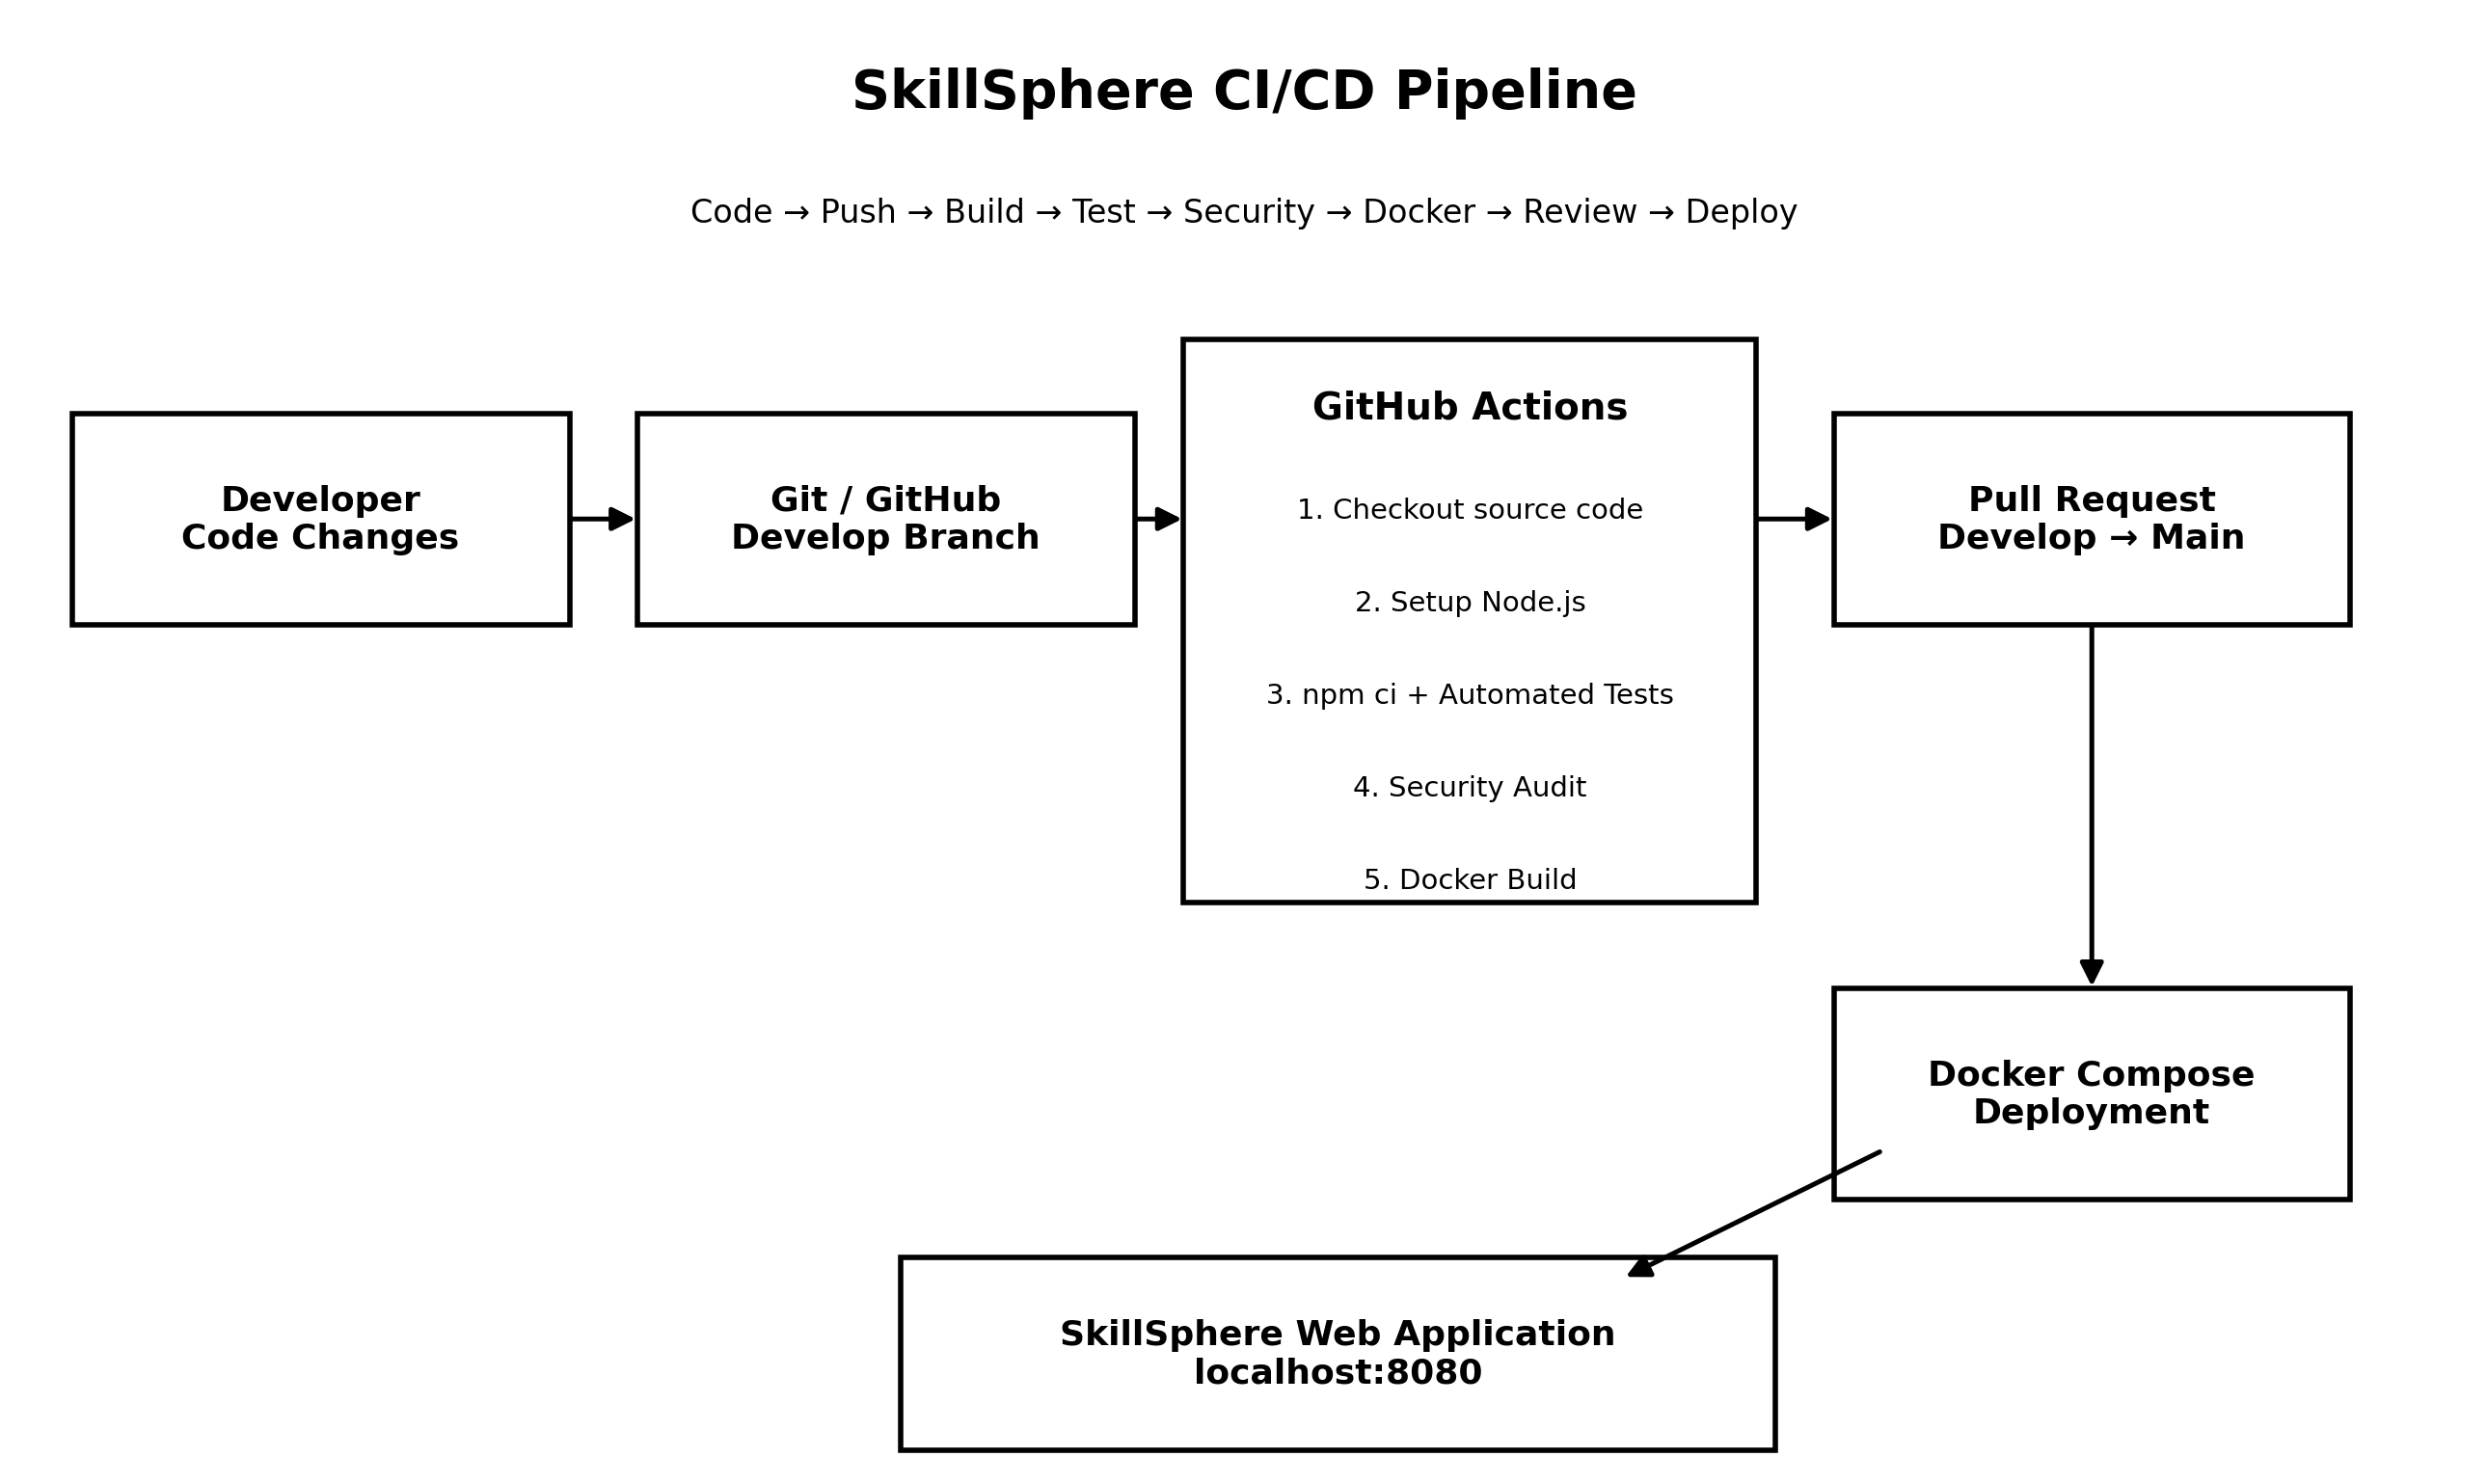 SkillSphere CI/CD Pipeline
Code → Push → Build → Test → Security → Docker → Review → Deploy
Developer
Code Changes
Git / GitHub
Develop Branch
GitHub Actions
1. Checkout source code
2. Setup Node.js
3. npm ci + Automated Tests
4. Security Audit
5. Docker Build
Pull Request
Develop → Main
Docker Compose
Deployment
SkillSphere Web Application
localhost:8080